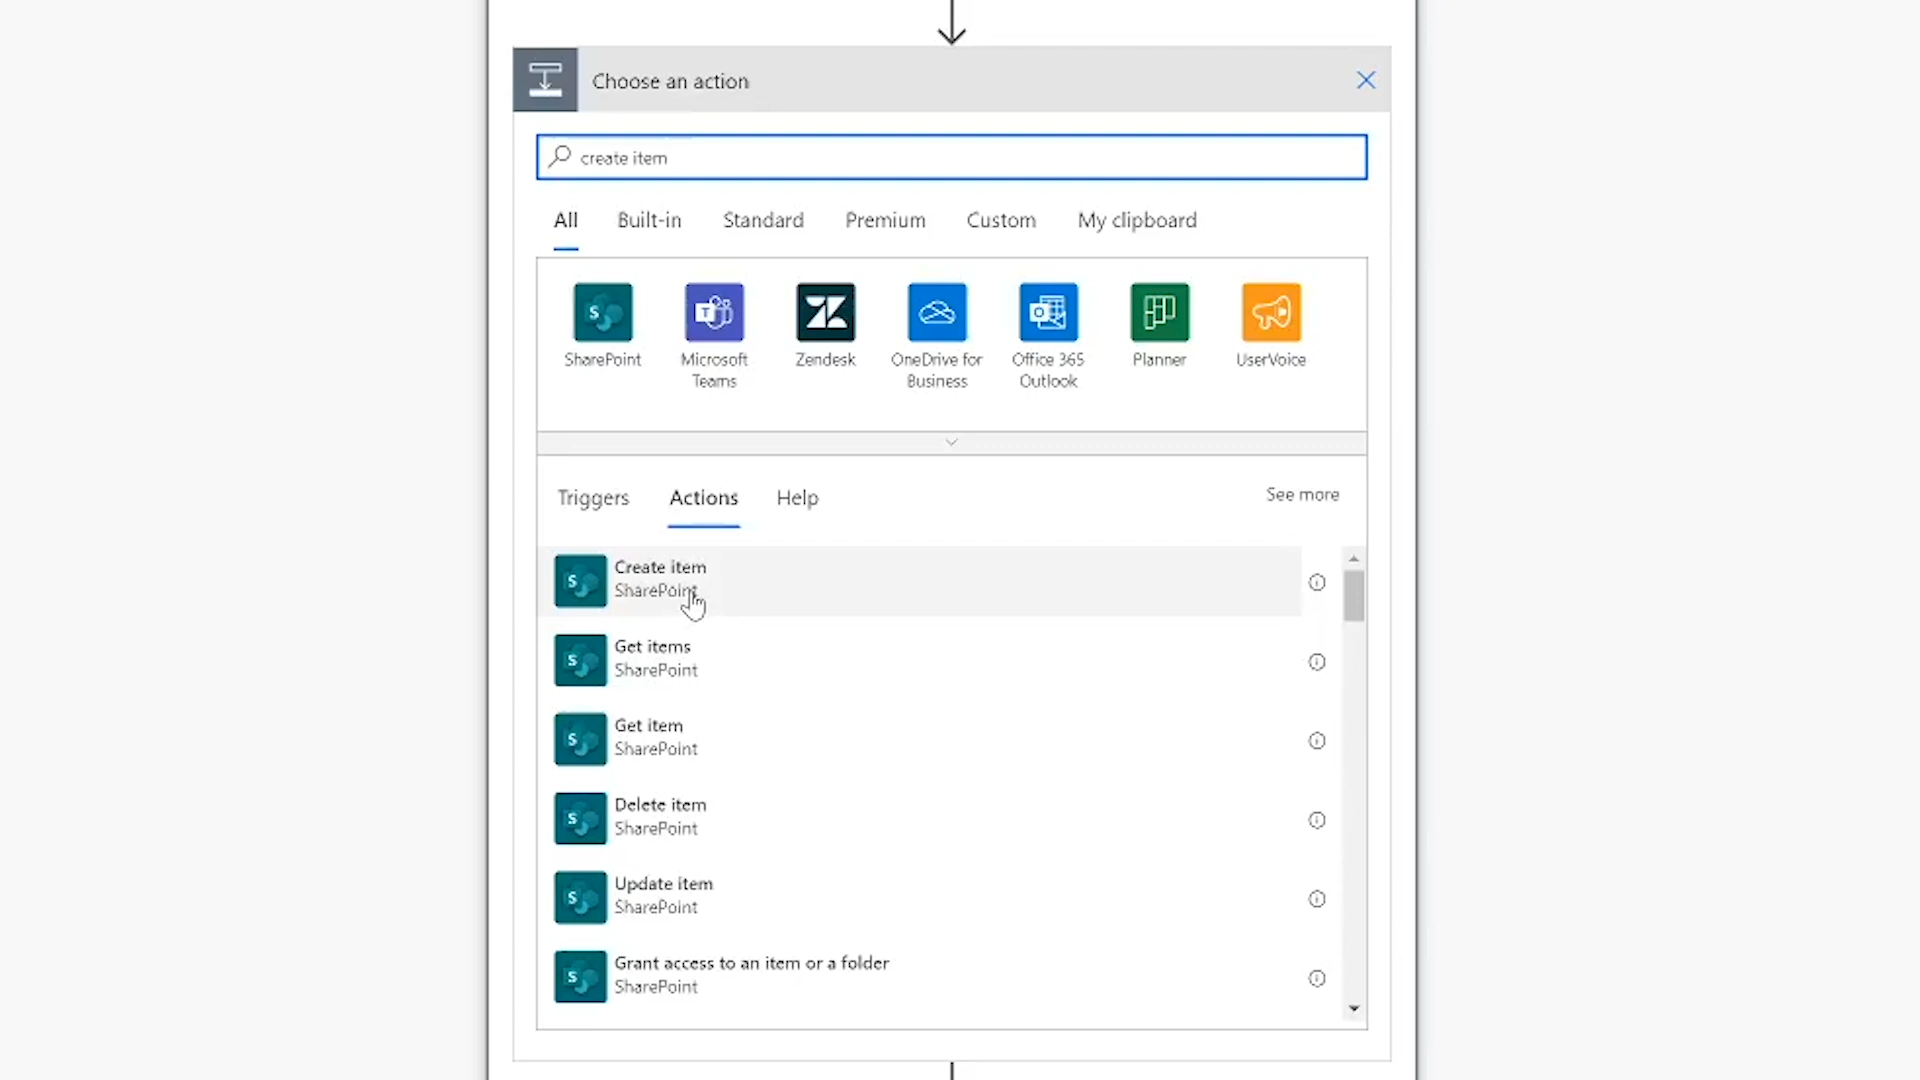 Choose an action
create item
All Built-in Standard Premium Custom My clipboard
SharePoint
Microsoft
Teams
Zendesk
OneDrive for
Business
Office 365
Outlook
Planner
UserVoice
Triggers Actions Help See more
Create item
SharePoint
Get items
SharePoint
Get item
SharePoint
Delete item
SharePoint
Update item
SharePoint
Grant access to an item or a folder
SharePoint